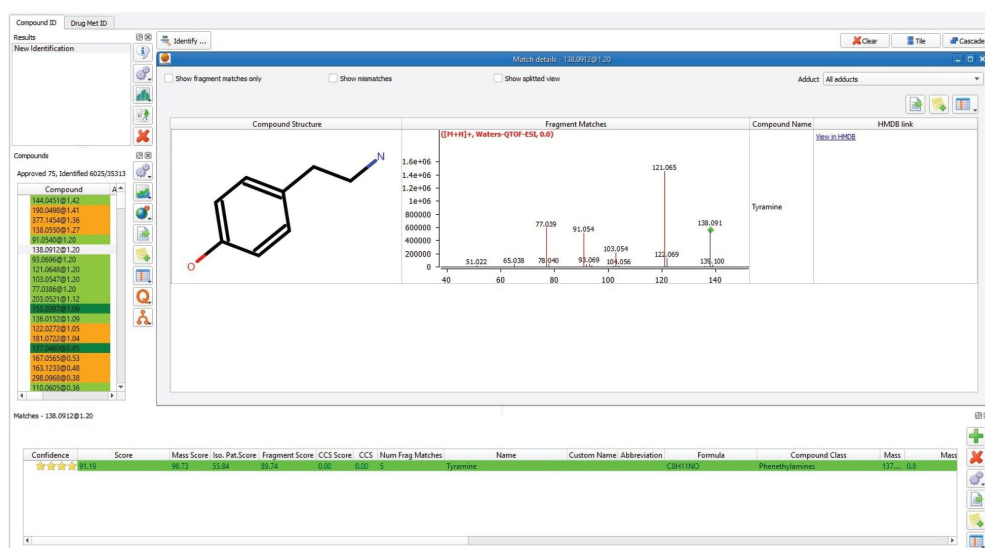 Compound ID Drug Met ID
Results
New Identification
Identify ...
Clear Tile Cascade
Match details - 138.0912@1.20
Show fragment matches only Show mismatches Show splitted view Adduct All adducts
Compound Structure Fragment Matches Compound Name HMDB link
([M+H]+, Waters-QTOF-ESI, 0.0)
View in HMDB
N
O
1.6e+06
1.4e+06
1.2e+06
1e+06
800000
600000
400000
200000
0
121.065
77.039 91.054 138.091
103.054
51.022 65.038 78.040 93.069 104.056 122.069 139.100
40 60 80 100 120 140
Tyramine
Compounds
Approved 75, Identified 6025/35313
Compound A
144.0451@1.42
190.0498@1.41
377.1454@1.36
138.0550@1.27
91.0540@1.20
138.0912@1.20
93.0696@1.20
121.0648@1.20
103.0547@1.20
77.0386@1.20
203.0521@1.12
136.0152@1.09
122.0272@1.05
181.0722@1.04
167.0565@0.53
163.1233@0.48
298.0968@0.38
110.0605@0.36
Matches - 138.0912@1.20
Confidence Score Mass Score Iso. Pat.Score Fragment Score CCS Score CCS Num Frag Matches Name Custom Name Abbreviation Formula Compound Class Mass Mass
91.19 98.73 55.84 89.74 0.00 0.00 5 Tyramine C8H11NO Phenethylamines 137.... 0.8